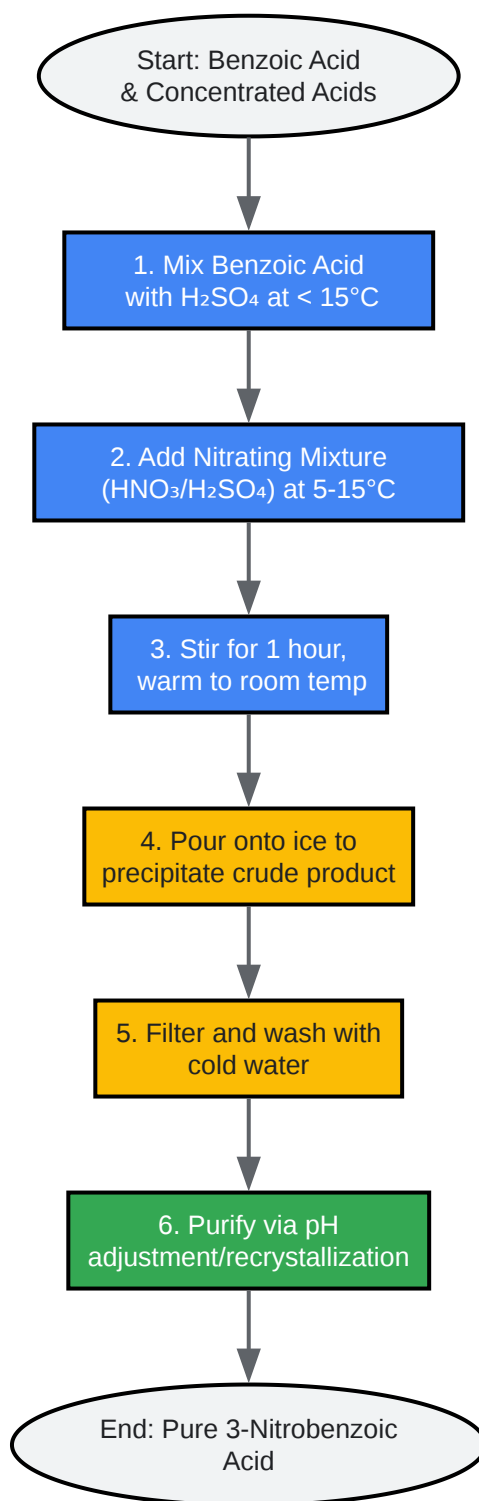 Start: Benzoic Acid
& Concentrated Acids
1. Mix Benzoic Acid
with H₂SO₄ at < 15°C
2. Add Nitrating Mixture
(HNO₃/H₂SO₄) at 5-15°C
3. Stir for 1 hour,
warm to room temp
4. Pour onto ice to
precipitate crude product
5. Filter and wash with
cold water
6. Purify via pH
adjustment/recrystallization
End: Pure 3-Nitrobenzoic
Acid